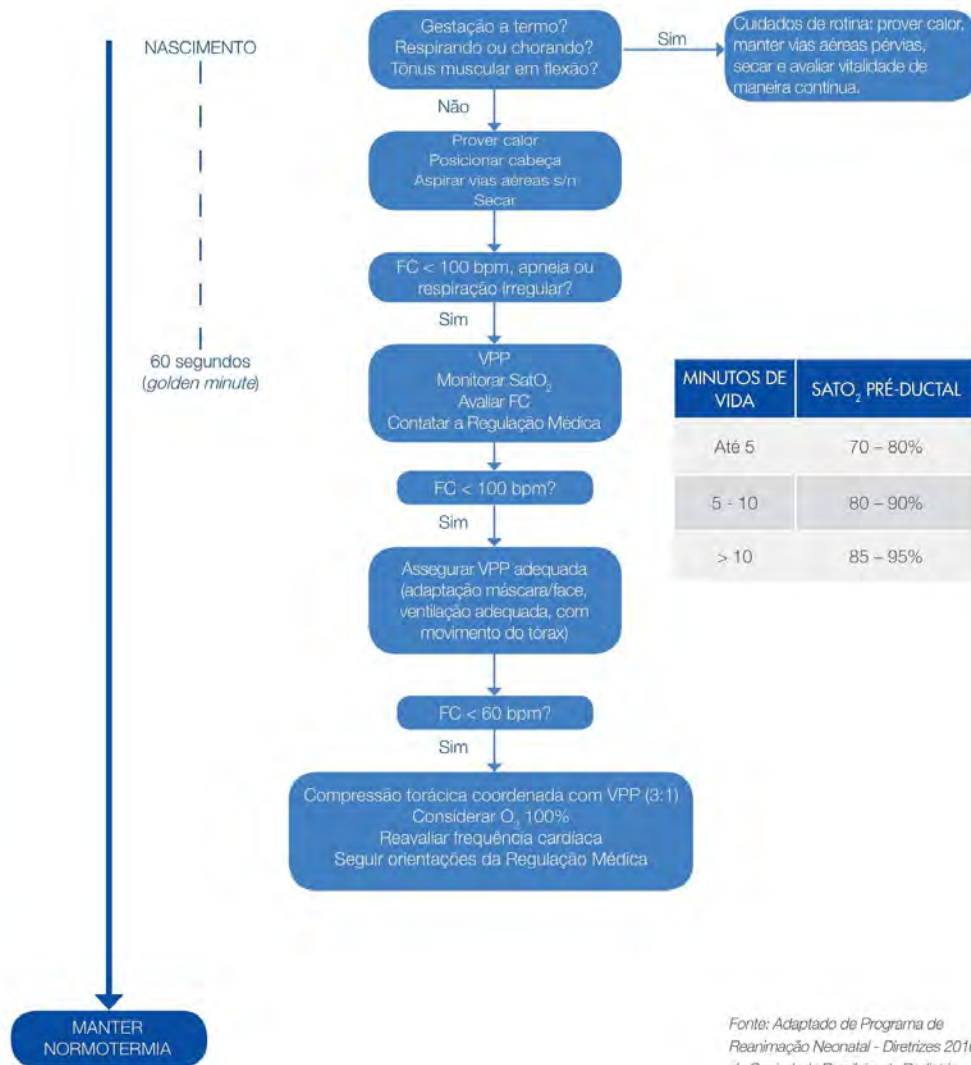 NASCIMENTO
60 segundos
(golden minute)
MANTER
NORMOTERMIA
Gestação a termo?
Respirando ou chorando?
Tônus muscular em flexão?
Sim
Cuidados de rotina: prover calor,
manter vias aéreas pérvias,
secar e avaliar vitalidade de
maneira contínua.
Não
Prover calor
Posicionar cabeça
Aspirar vias aéreas s/n
Secar
FC < 100 bpm, apneia ou
respiração irregular?
Sim
VPP
Monitorar SatO₂
Avaliar FC
Contatar a Regulação Médica
FC < 100 bpm?
Sim
Assegurar VPP adequada
(adaptação máscara/face,
ventilação adequada, com
movimento do tórax)
FC < 60 bpm?
Sim
Compressão torácica coordenada com VPP (3:1)
Considerar O₂ 100%
Reavaliar frequência cardíaca
Seguir orientações da Regulação Médica
MINUTOS DE VIDA SATO₂ PRÉ-DUCTAL
Até 5 70 – 80%
5 - 10 80 – 90%
> 10 85 – 95%
Fonte: Adaptado de Programa de
Reanimação Neonatal - Diretrizes